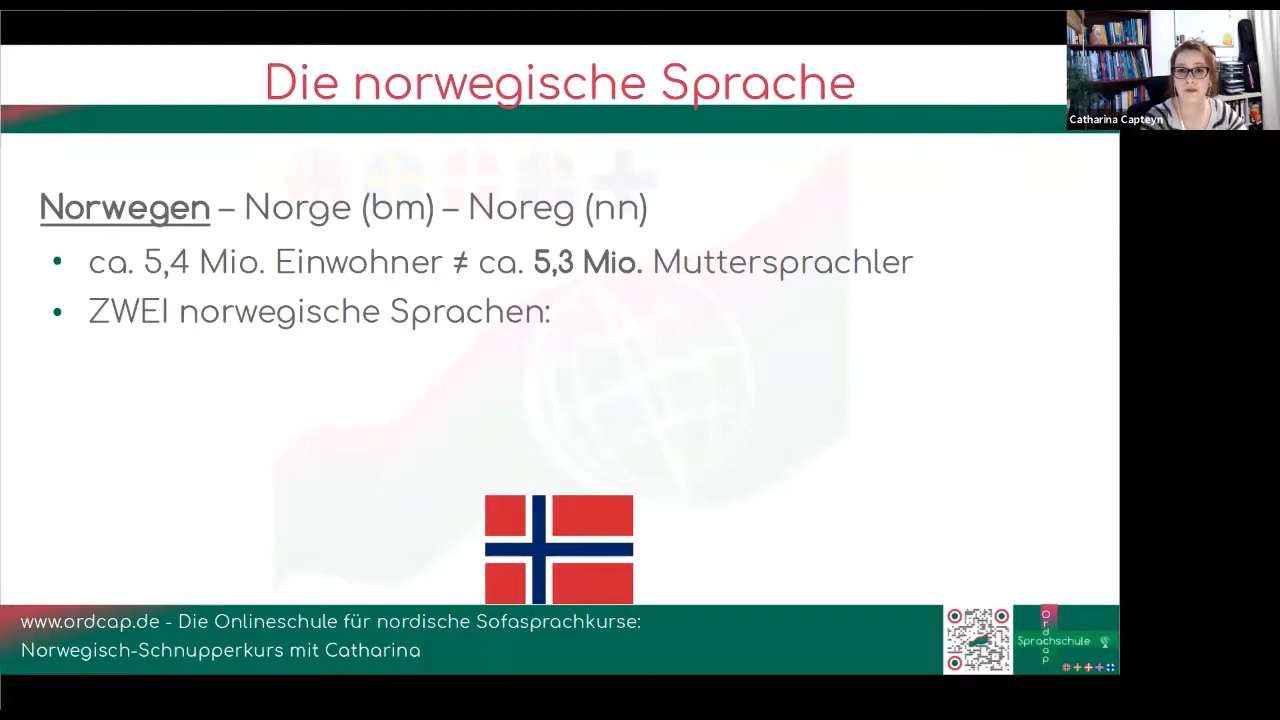 Die norwegische Sprache
Catharina Capteyn
Norwegen – Norge (bm) – Noreg (nn)
• ca. 5,4 Mio. Einwohner ≠ ca. 5,3 Mio. Muttersprachler
• ZWEI norwegische Sprachen:
www.ordcap.de - Die Onlineschule für nordische Sofasprachkurse:
Norwegisch-Schnupperkurs mit Catharina
Ordcap
Sprachschule